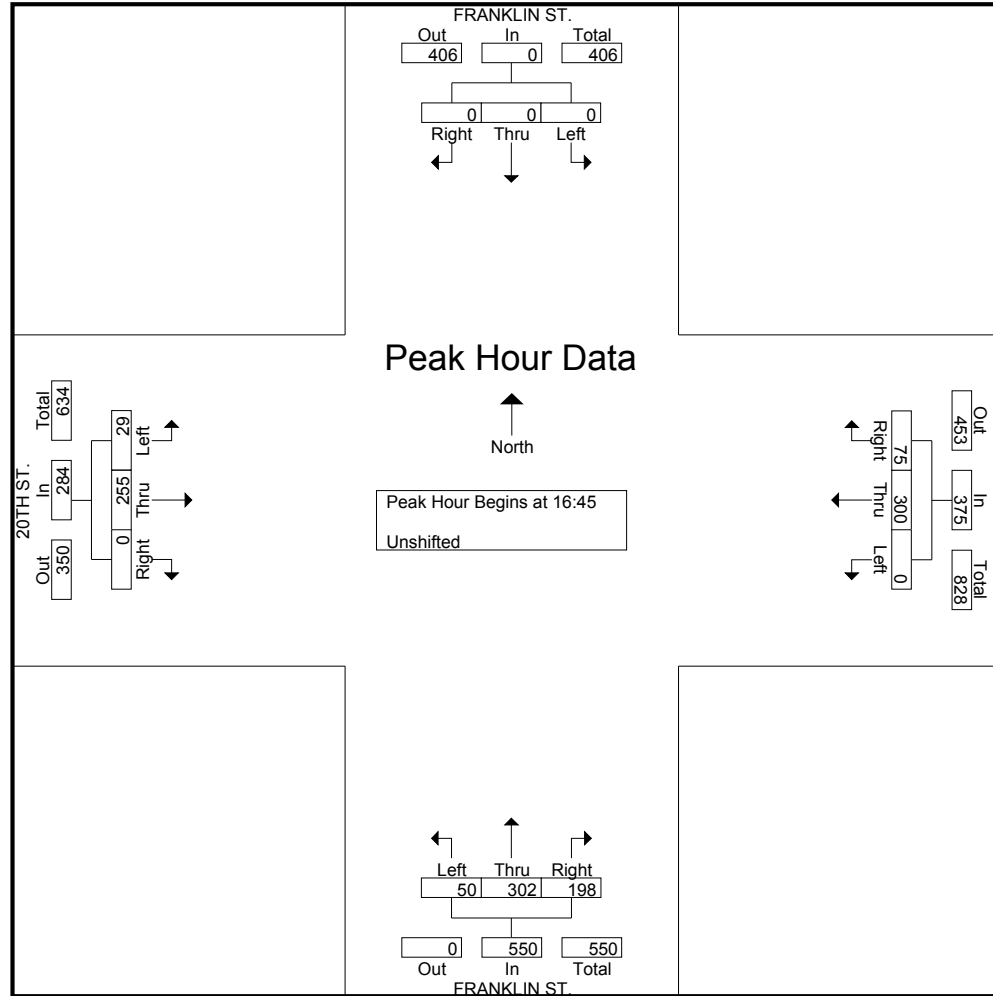 FRANKLIN ST.
Out In Total
406 0 406
0 0 0
Right Thru Left
Peak Hour Data
North
Peak Hour Begins at 16:45
Unshifted
20TH ST.
Total In Out
634 284 350
29 255 0
Left Thru Right
Out In Total
453 375 828
75 300 0
Right Thru Left
Left Thru Right
50 302 198
0 550 550
Out In Total
FRANKLIN ST.